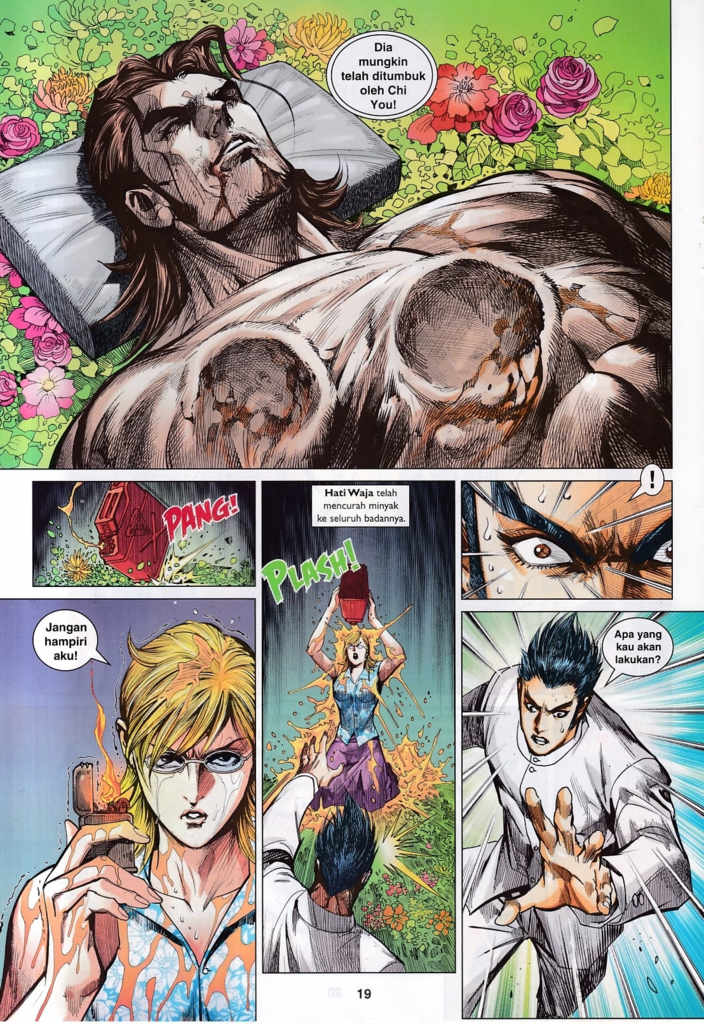 Dia
mungkin
telah ditumbuk
oleh Chi
You!
PANG!
Jangan
hampiri
aku!
Hati Waja telah
mencurah minyak
ke seluruh badannya.
PLASH!
!
Apa yang
kau akan
lakukan?
19